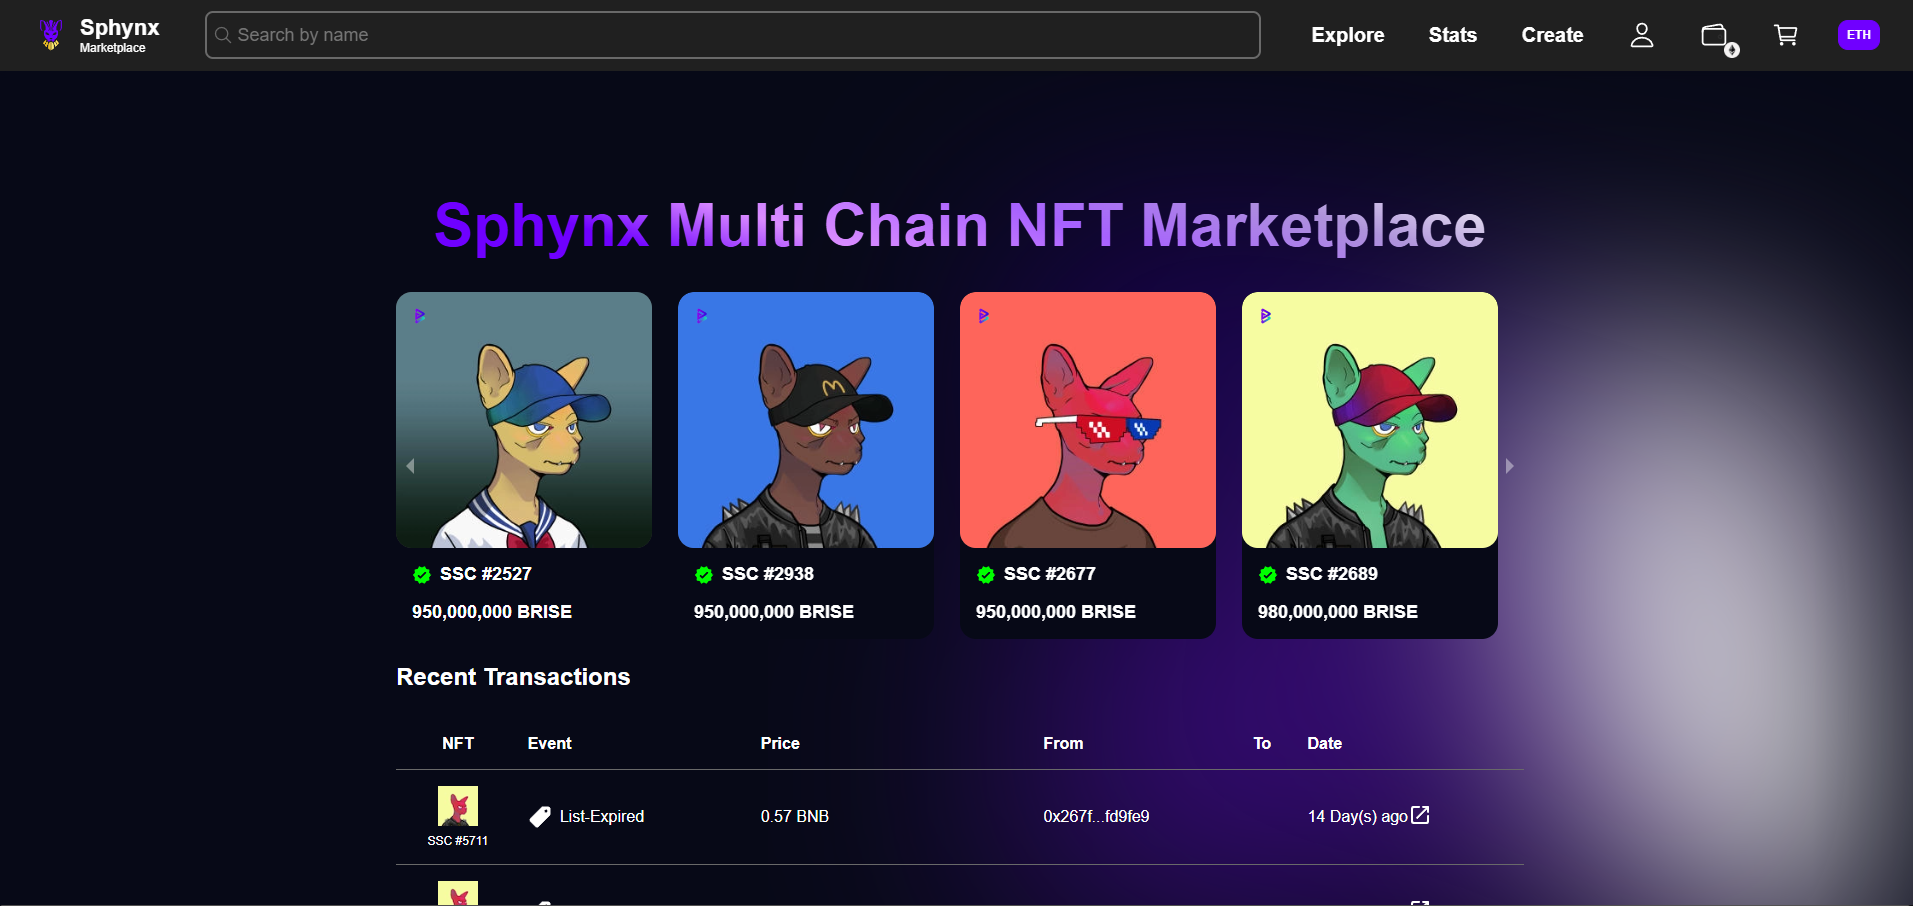 Sphynx
Marketplace
Search by name
Explore
Stats
Create
ETH
Sphynx Multi Chain NFT Marketplace
SSC #2527
950,000,000 BRISE
SSC #2938
950,000,000 BRISE
SSC #2677
950,000,000 BRISE
SSC #2689
980,000,000 BRISE
Recent Transactions
NFT Event Price From To Date
SSC #5711
List-Expired
0.57 BNB
0x267f...fd9fe9
14 Day(s) ago